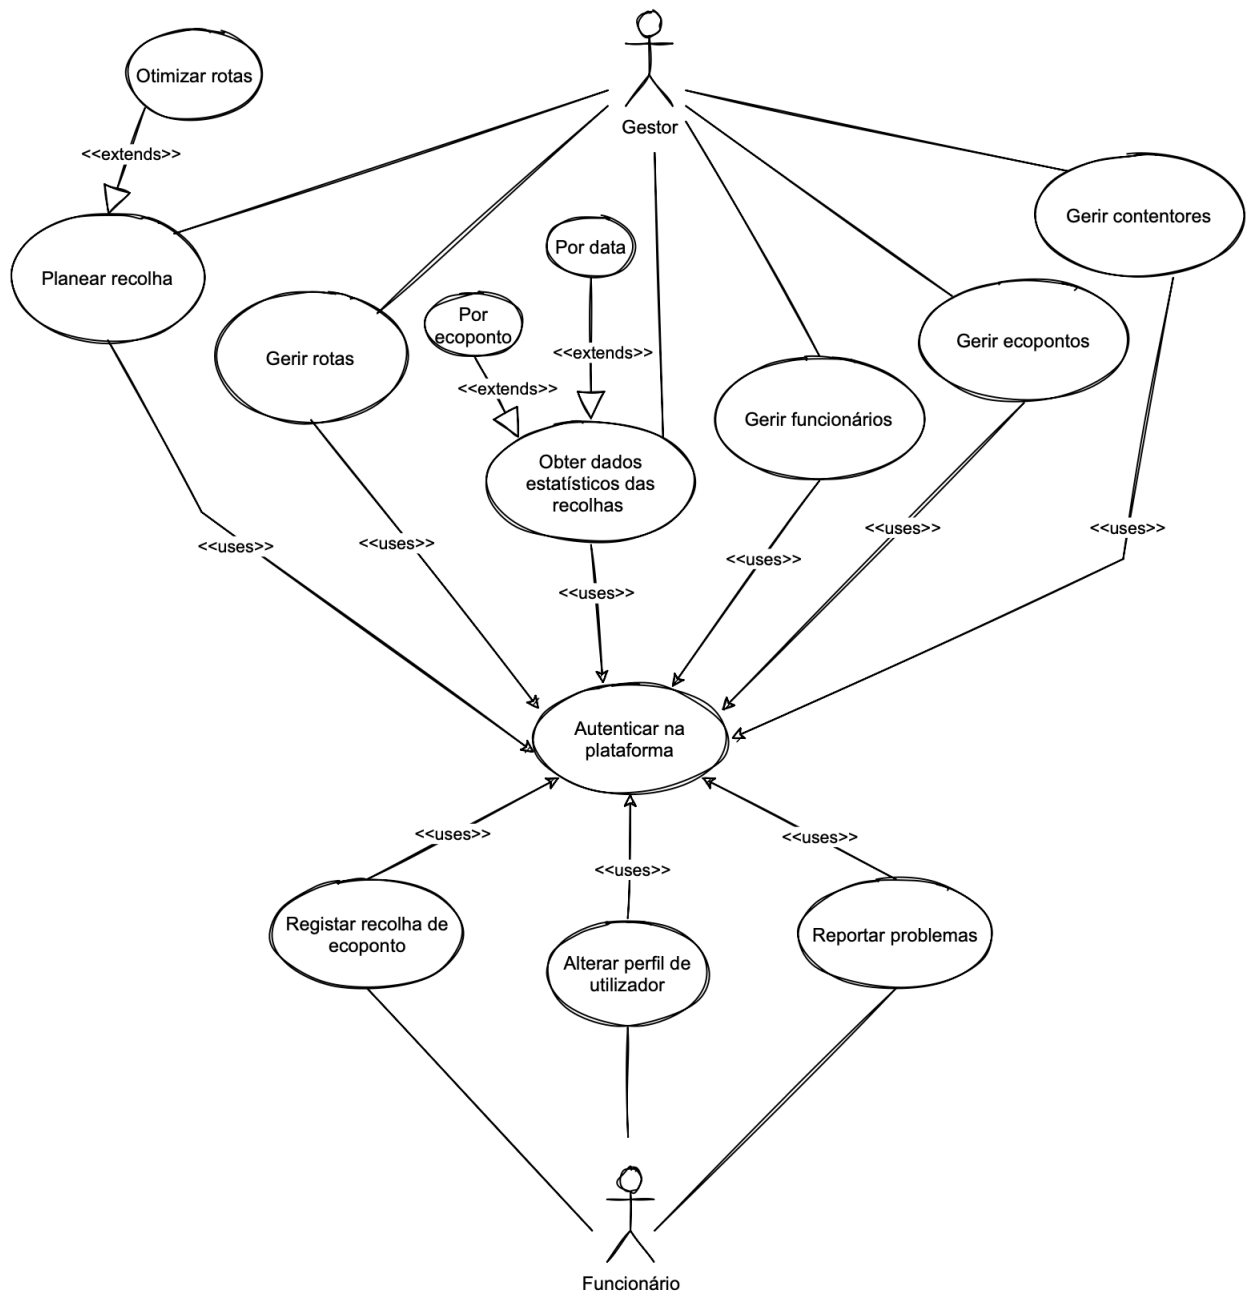 Otimizar rotas
Gestor
<<extends>>
Gerir contentores
Por data
Planear recolha
Por
ecoponto
Gerir ecopontos
<<extends>>
Gerir rotas
<<extends>>
Gerir funcionários
Obter dados
estatísticos das
recolhas
<<uses>>
<<uses>>
<<uses>>
<<uses>>
<<uses>>
<<uses>>
Autenticar na
plataforma
<<uses>>
<<uses>>
<<uses>>
Registar recolha de
ecoponto
Reportar problemas
Alterar perfil de
utilizador
Funcionário